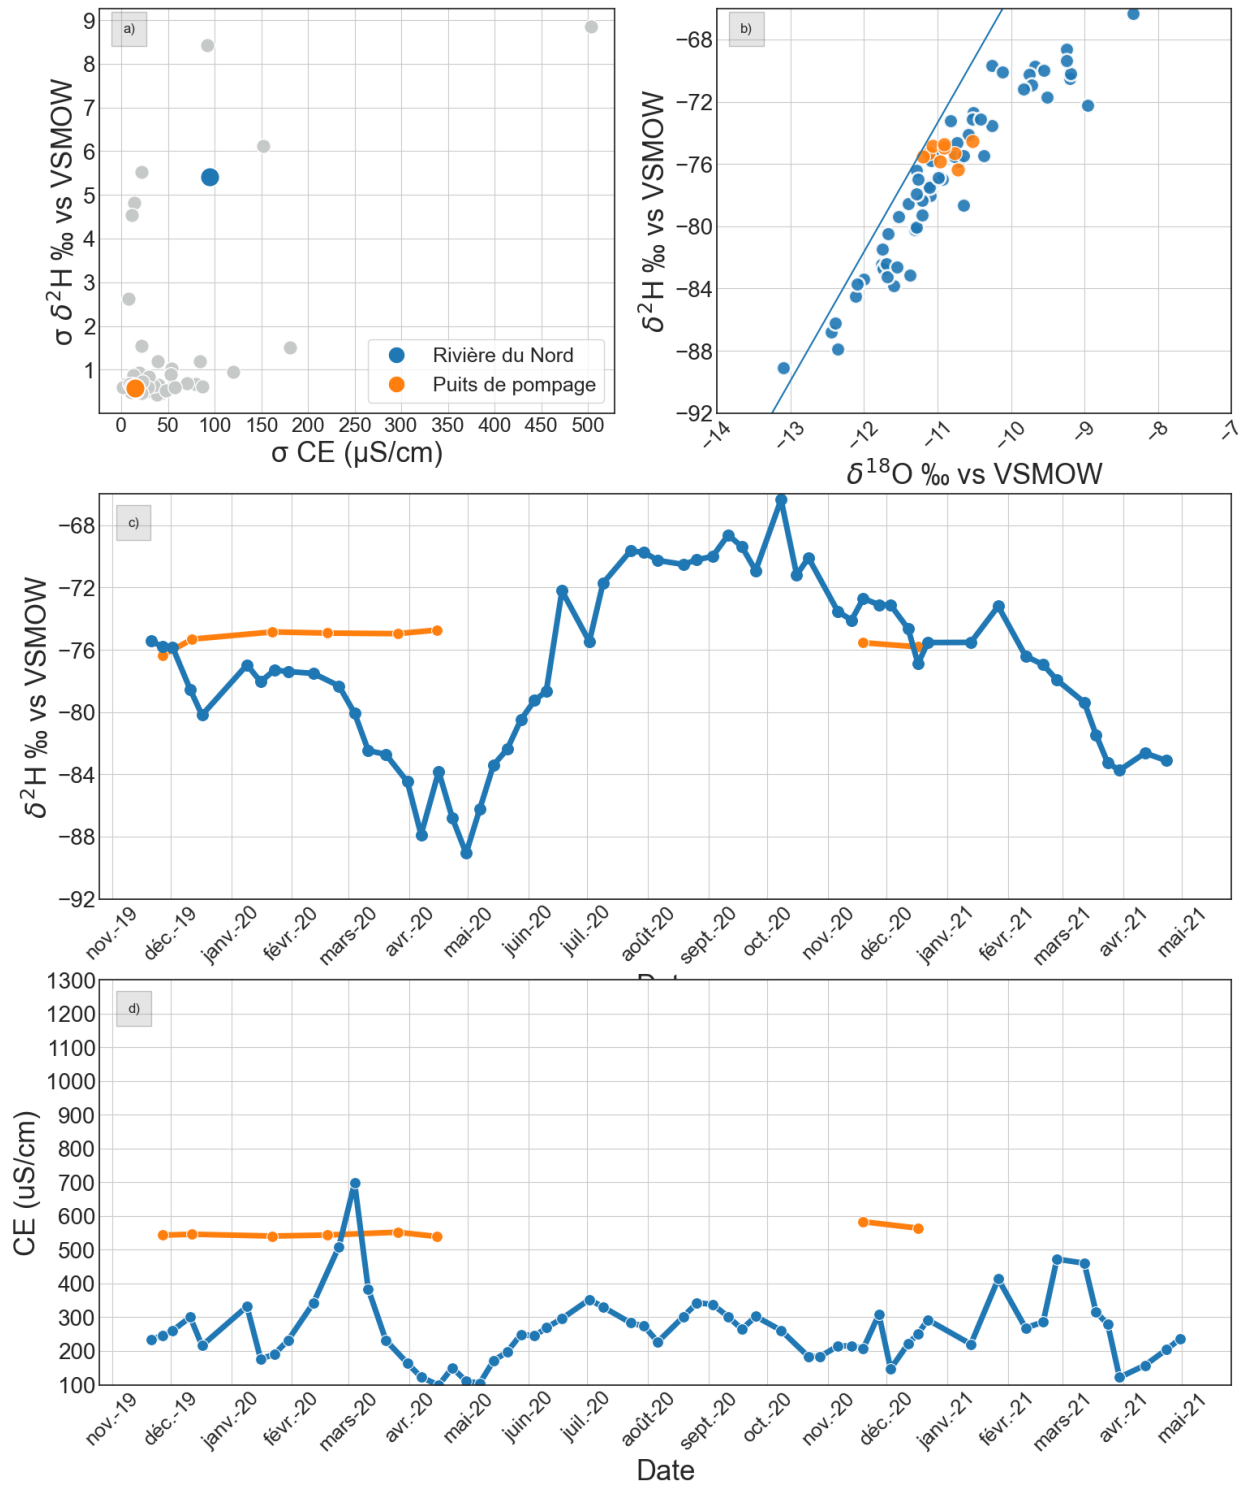 a)
σ δ²H ‰ vs VSMOW
9
8
7
6
5
4
3
2
1
Rivière du Nord
Puits de pompage
0 50 100 150 200 250 300 350 400 450 500
σ CE (µS/cm)
b)
δ²H ‰ vs VSMOW
−68
−72
−76
−80
−84
−88
−92
−14 −13 −12 −11 −10 −9 −8 −7
δ¹⁸O ‰ vs VSMOW
c)
δ²H ‰ vs VSMOW
−68
−72
−76
−80
−84
−88
−92
nov.-19 déc.-19 janv.-20 févr.-20 mars-20 avr.-20 mai-20 juin-20 juil.-20 août-20 sept.-20 oct.-20 nov.-20 déc.-20 janv.-21 févr.-21 mars-21 avr.-21 mai-21
d)
CE (uS/cm)
1300
1200
1100
1000
900
800
700
600
500
400
300
200
100
nov.-19 déc.-19 janv.-20 févr.-20 mars-20 avr.-20 mai-20 juin-20 juil.-20 août-20 sept.-20 oct.-20 nov.-20 déc.-20 janv.-21 févr.-21 mars-21 avr.-21 mai-21
Date